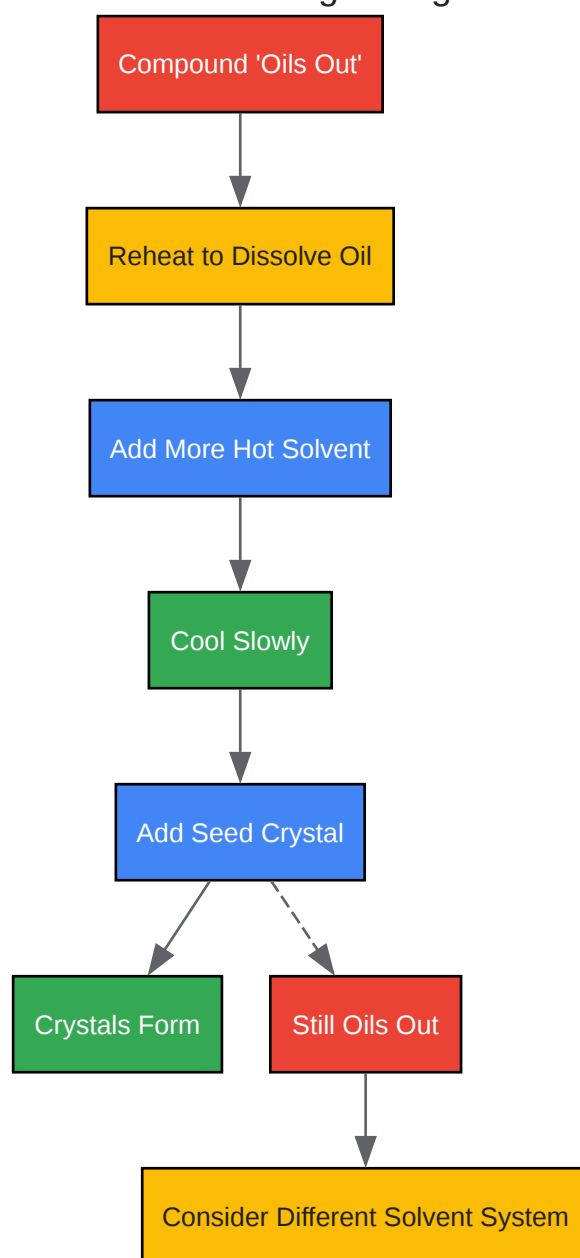 Compound 'Oils Out'
Reheat to Dissolve Oil
Add More Hot Solvent
Cool Slowly
Add Seed Crystal
Crystals Form
Still Oils Out
Consider Different Solvent System